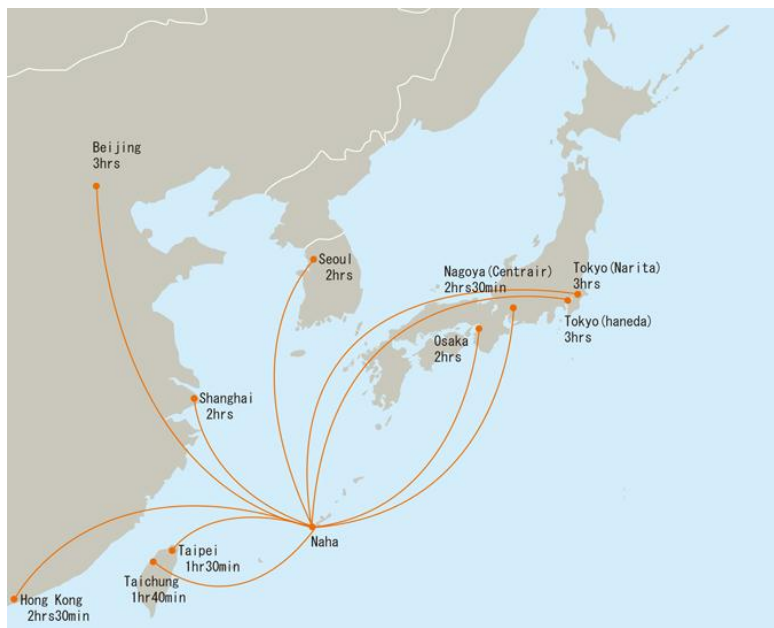 Beijing
3hrs
Seoul
2hrs
Nagoya(Centrair)
2hrs30min
Tokyo(Narita)
3hrs
Tokyo(haneda)
3hrs
Osaka
2hrs
Shanghai
2hrs
Naha
Taipei
1hr30min
Taichung
1hr40min
Hong Kong
2hrs30min